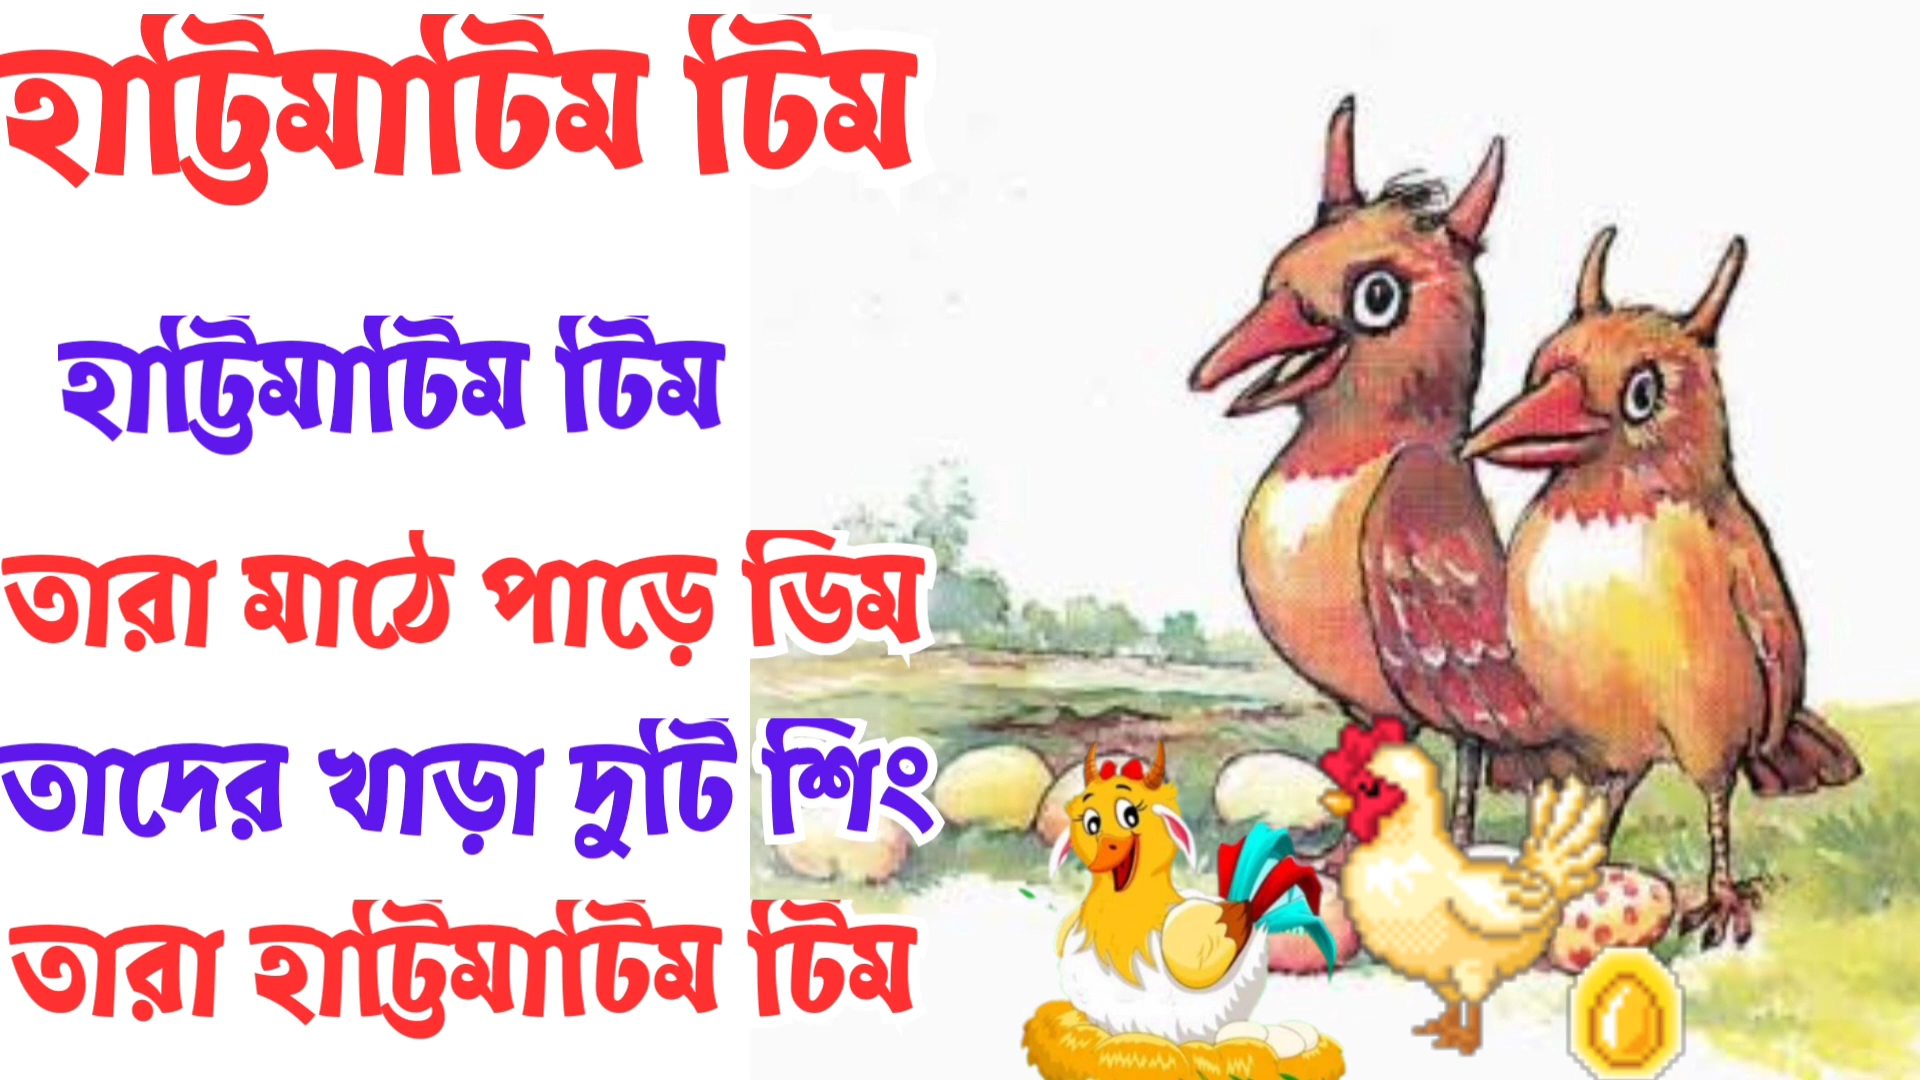 হাট্টিমাটিম টিম
হাট্টিমাটিম টিম
তারা মাঠে পাড়ে ডিম
তাদের খাড়া দুটি শিং
তারা হাট্টিমাটিম টিম